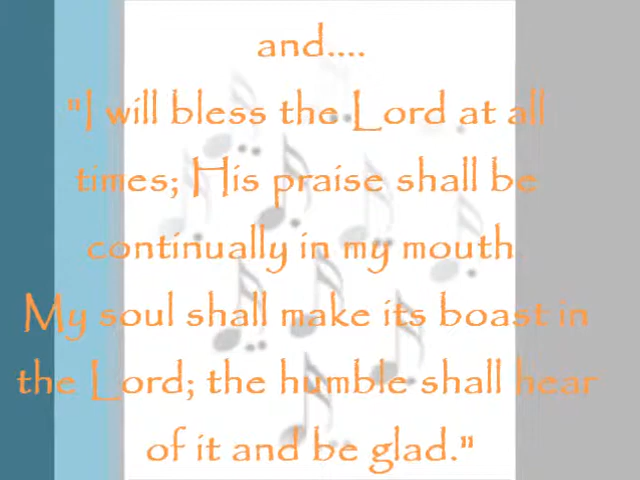 and....
"I will bless the Lord at all
times; His praise shall be
continually in my mouth
My soul shall make its boast in
the Lord; the humble shall hear
of it and be glad."